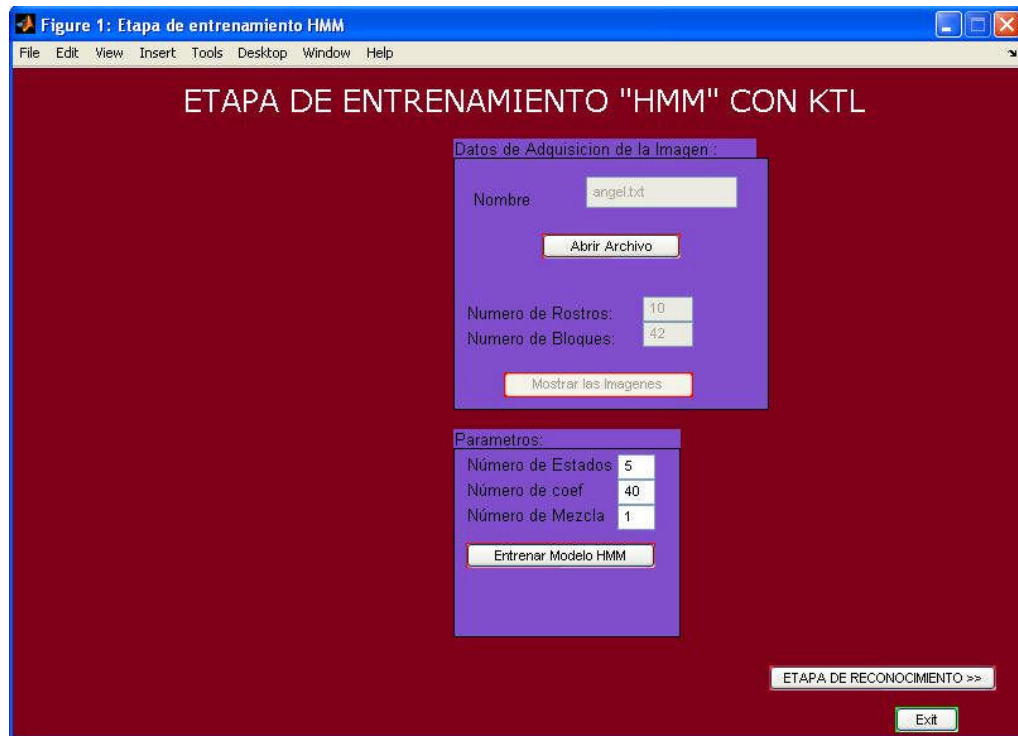 Figure 1: Etapa de entrenamiento HMM
File Edit View Insert Tools Desktop Window Help
ETAPA DE ENTRENAMIENTO "HMM" CON KTL
Datos de Adquisicion de la Imagen :
Nombre angel.txt
Abrir Archivo
Numero de Rostros: 10
Numero de Bloques: 42
Mostrar las Imagenes
Parametros:
Número de Estados 5
Número de coef 40
Número de Mezcla 1
Entrenar Modelo HMM
ETAPA DE RECONOCIMIENTO >>
Exit